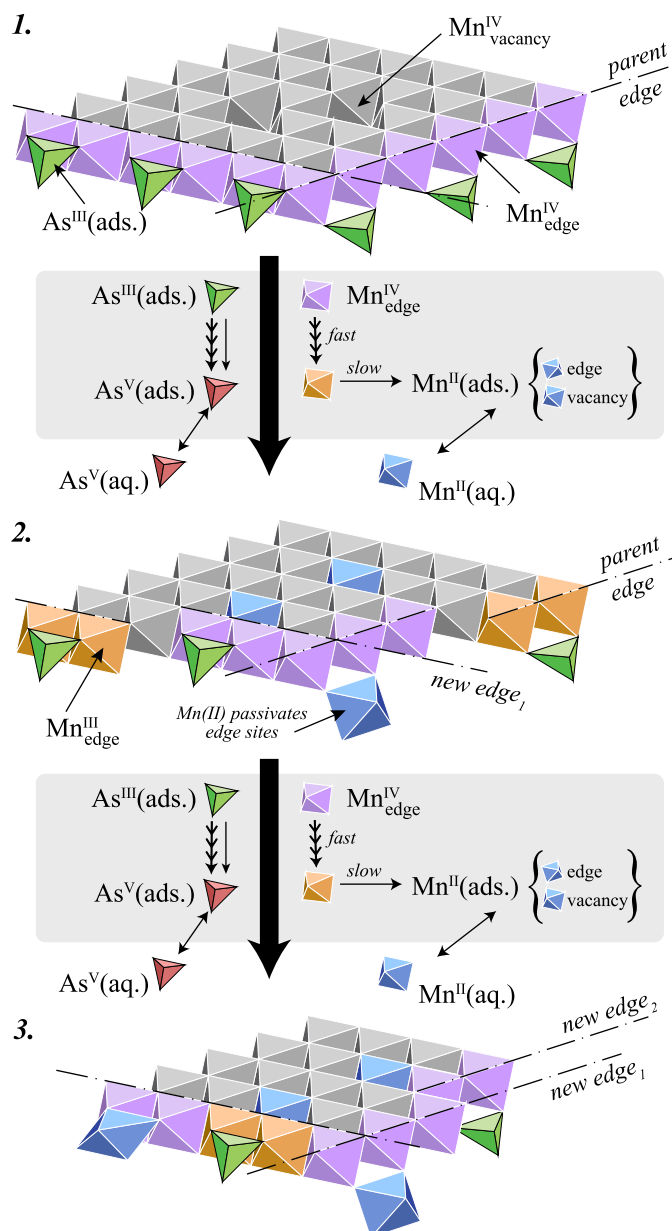 1.
Mn^IV_vacancy
parent
edge
As^III(ads.)
Mn^IV_edge
As^III(ads.)
Mn^IV_edge
fast
As^V(ads.)
slow
Mn^II(ads.)
edge
vacancy
As^V(aq.)
Mn^II(aq.)
2.
parent
edge
new edge_1
Mn^III_edge
Mn(II) passivates
edge sites
As^III(ads.)
Mn^IV_edge
fast
As^V(ads.)
slow
Mn^II(ads.)
edge
vacancy
As^V(aq.)
Mn^II(aq.)
3.
new edge_2
new edge_1